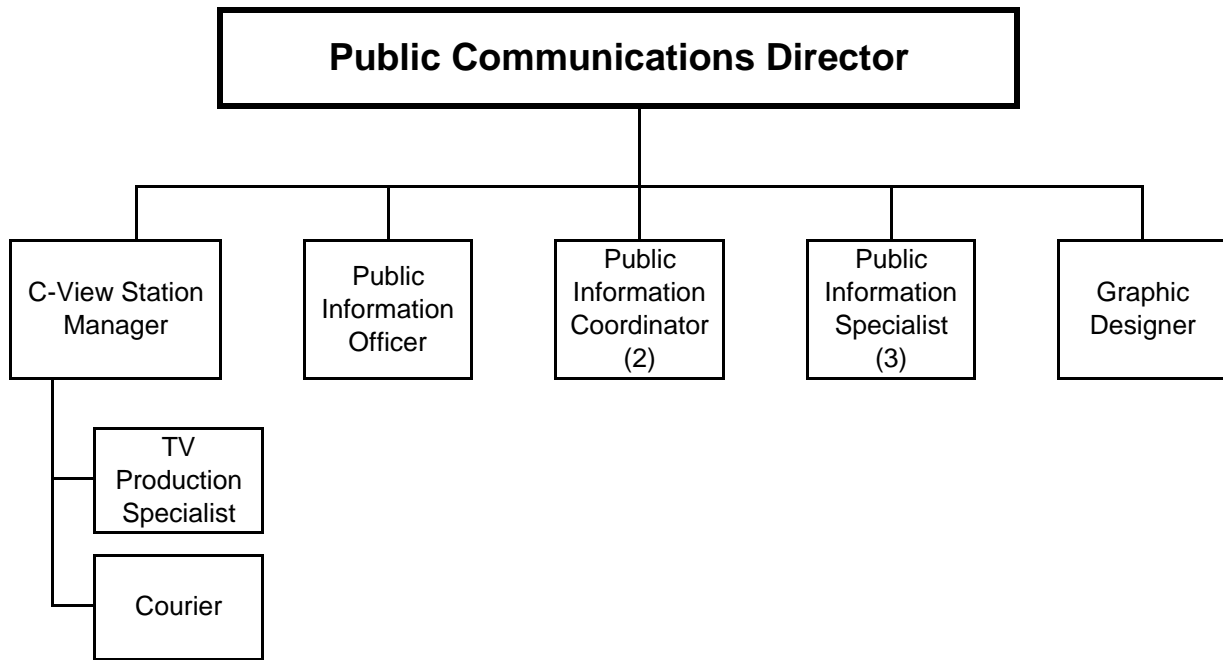 Public Communications Director
C-View Station
Manager
Public
Information
Officer
Public
Information
Coordinator
(2)
Public
Information
Specialist
(3)
Graphic
Designer
TV
Production
Specialist
Courier